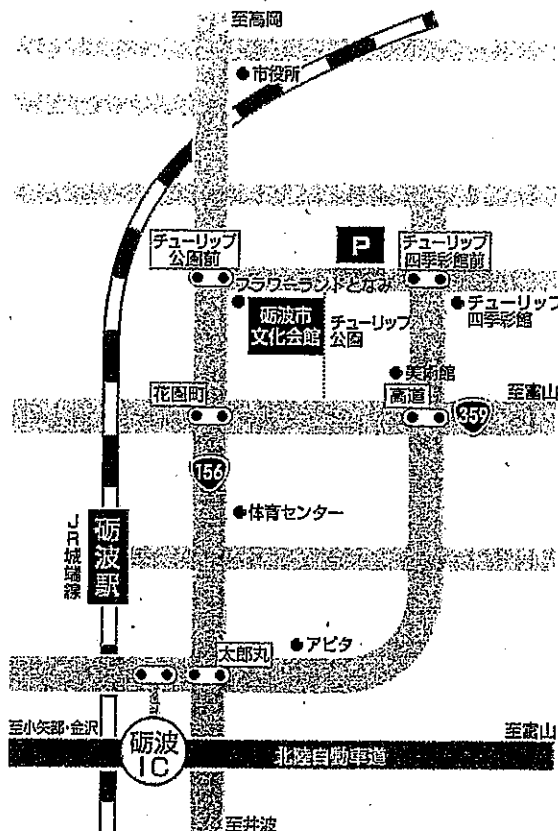 至高岡
市役所
チューリップ
公園前
P
チューリップ
四季彩館前
フラワーランドとなみ
砺波市
文化会館
チューリップ
公園
チューリップ
四季彩館
美術館
花園町
高道
至富山
359
156
体育センター
砺波駅
JR城端線
アピタ
太郎丸
至小矢部・金沢
砺波
IC
北陸自動車道
至富山
至井波